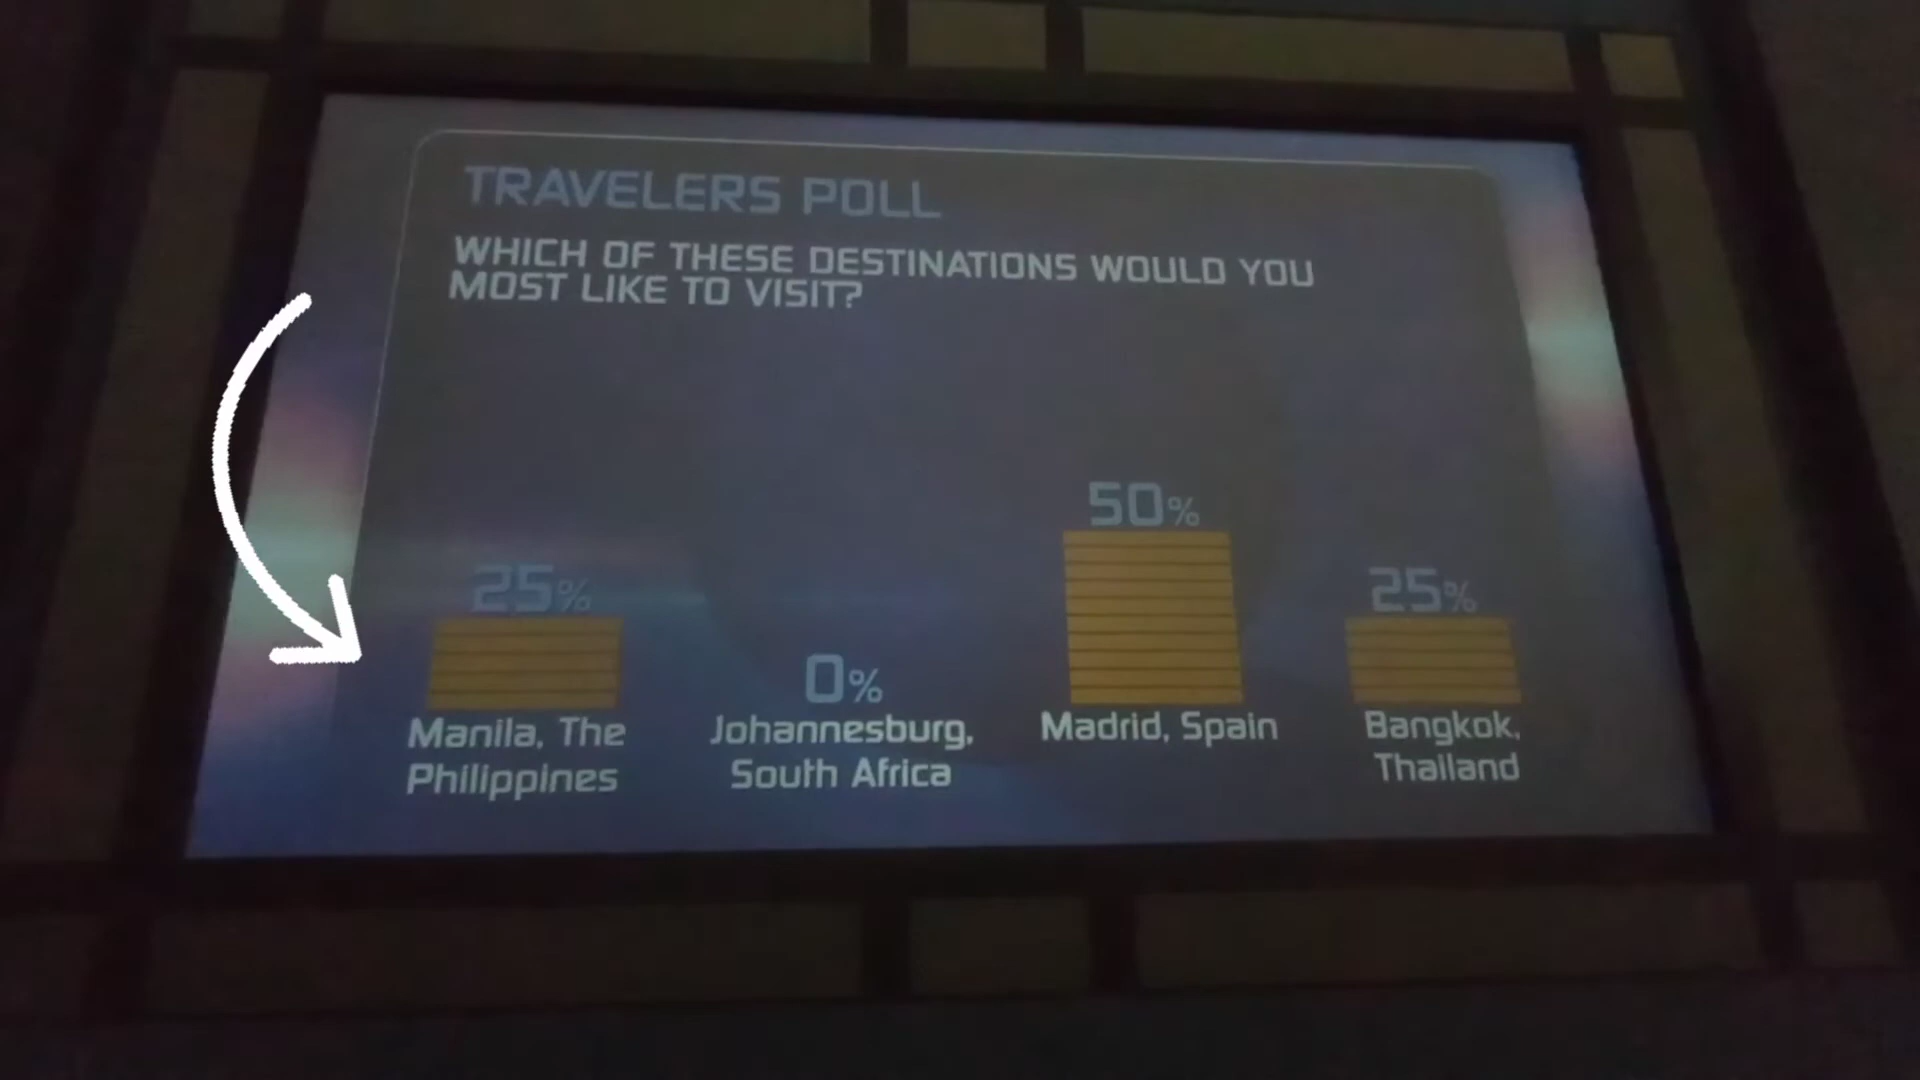 TRAVELERS POLL
WHICH OF THESE DESTINATIONS WOULD YOU
MOST LIKE TO VISIT?
50%
25%
25%
0%
Manila, The
Philippines
Johannesburg,
South Africa
Madrid, Spain
Bangkok,
Thailand